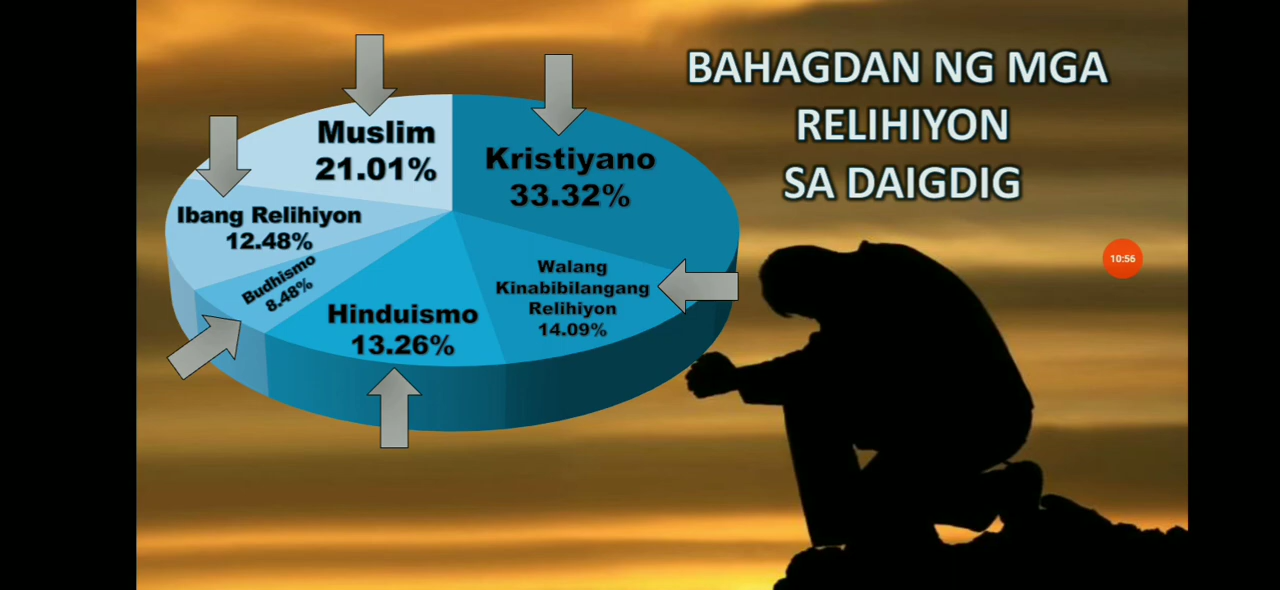 BAHAGDAN NG MGA
RELIHIYON
SA DAIGDIG
Muslim
21.01%
Kristiyano
33.32%
Ibang Relihiyon
12.48%
Budhismo
8.48%
Hinduismo
13.26%
Walang
Kinabibilangang
Relihiyon
14.09%
10:56